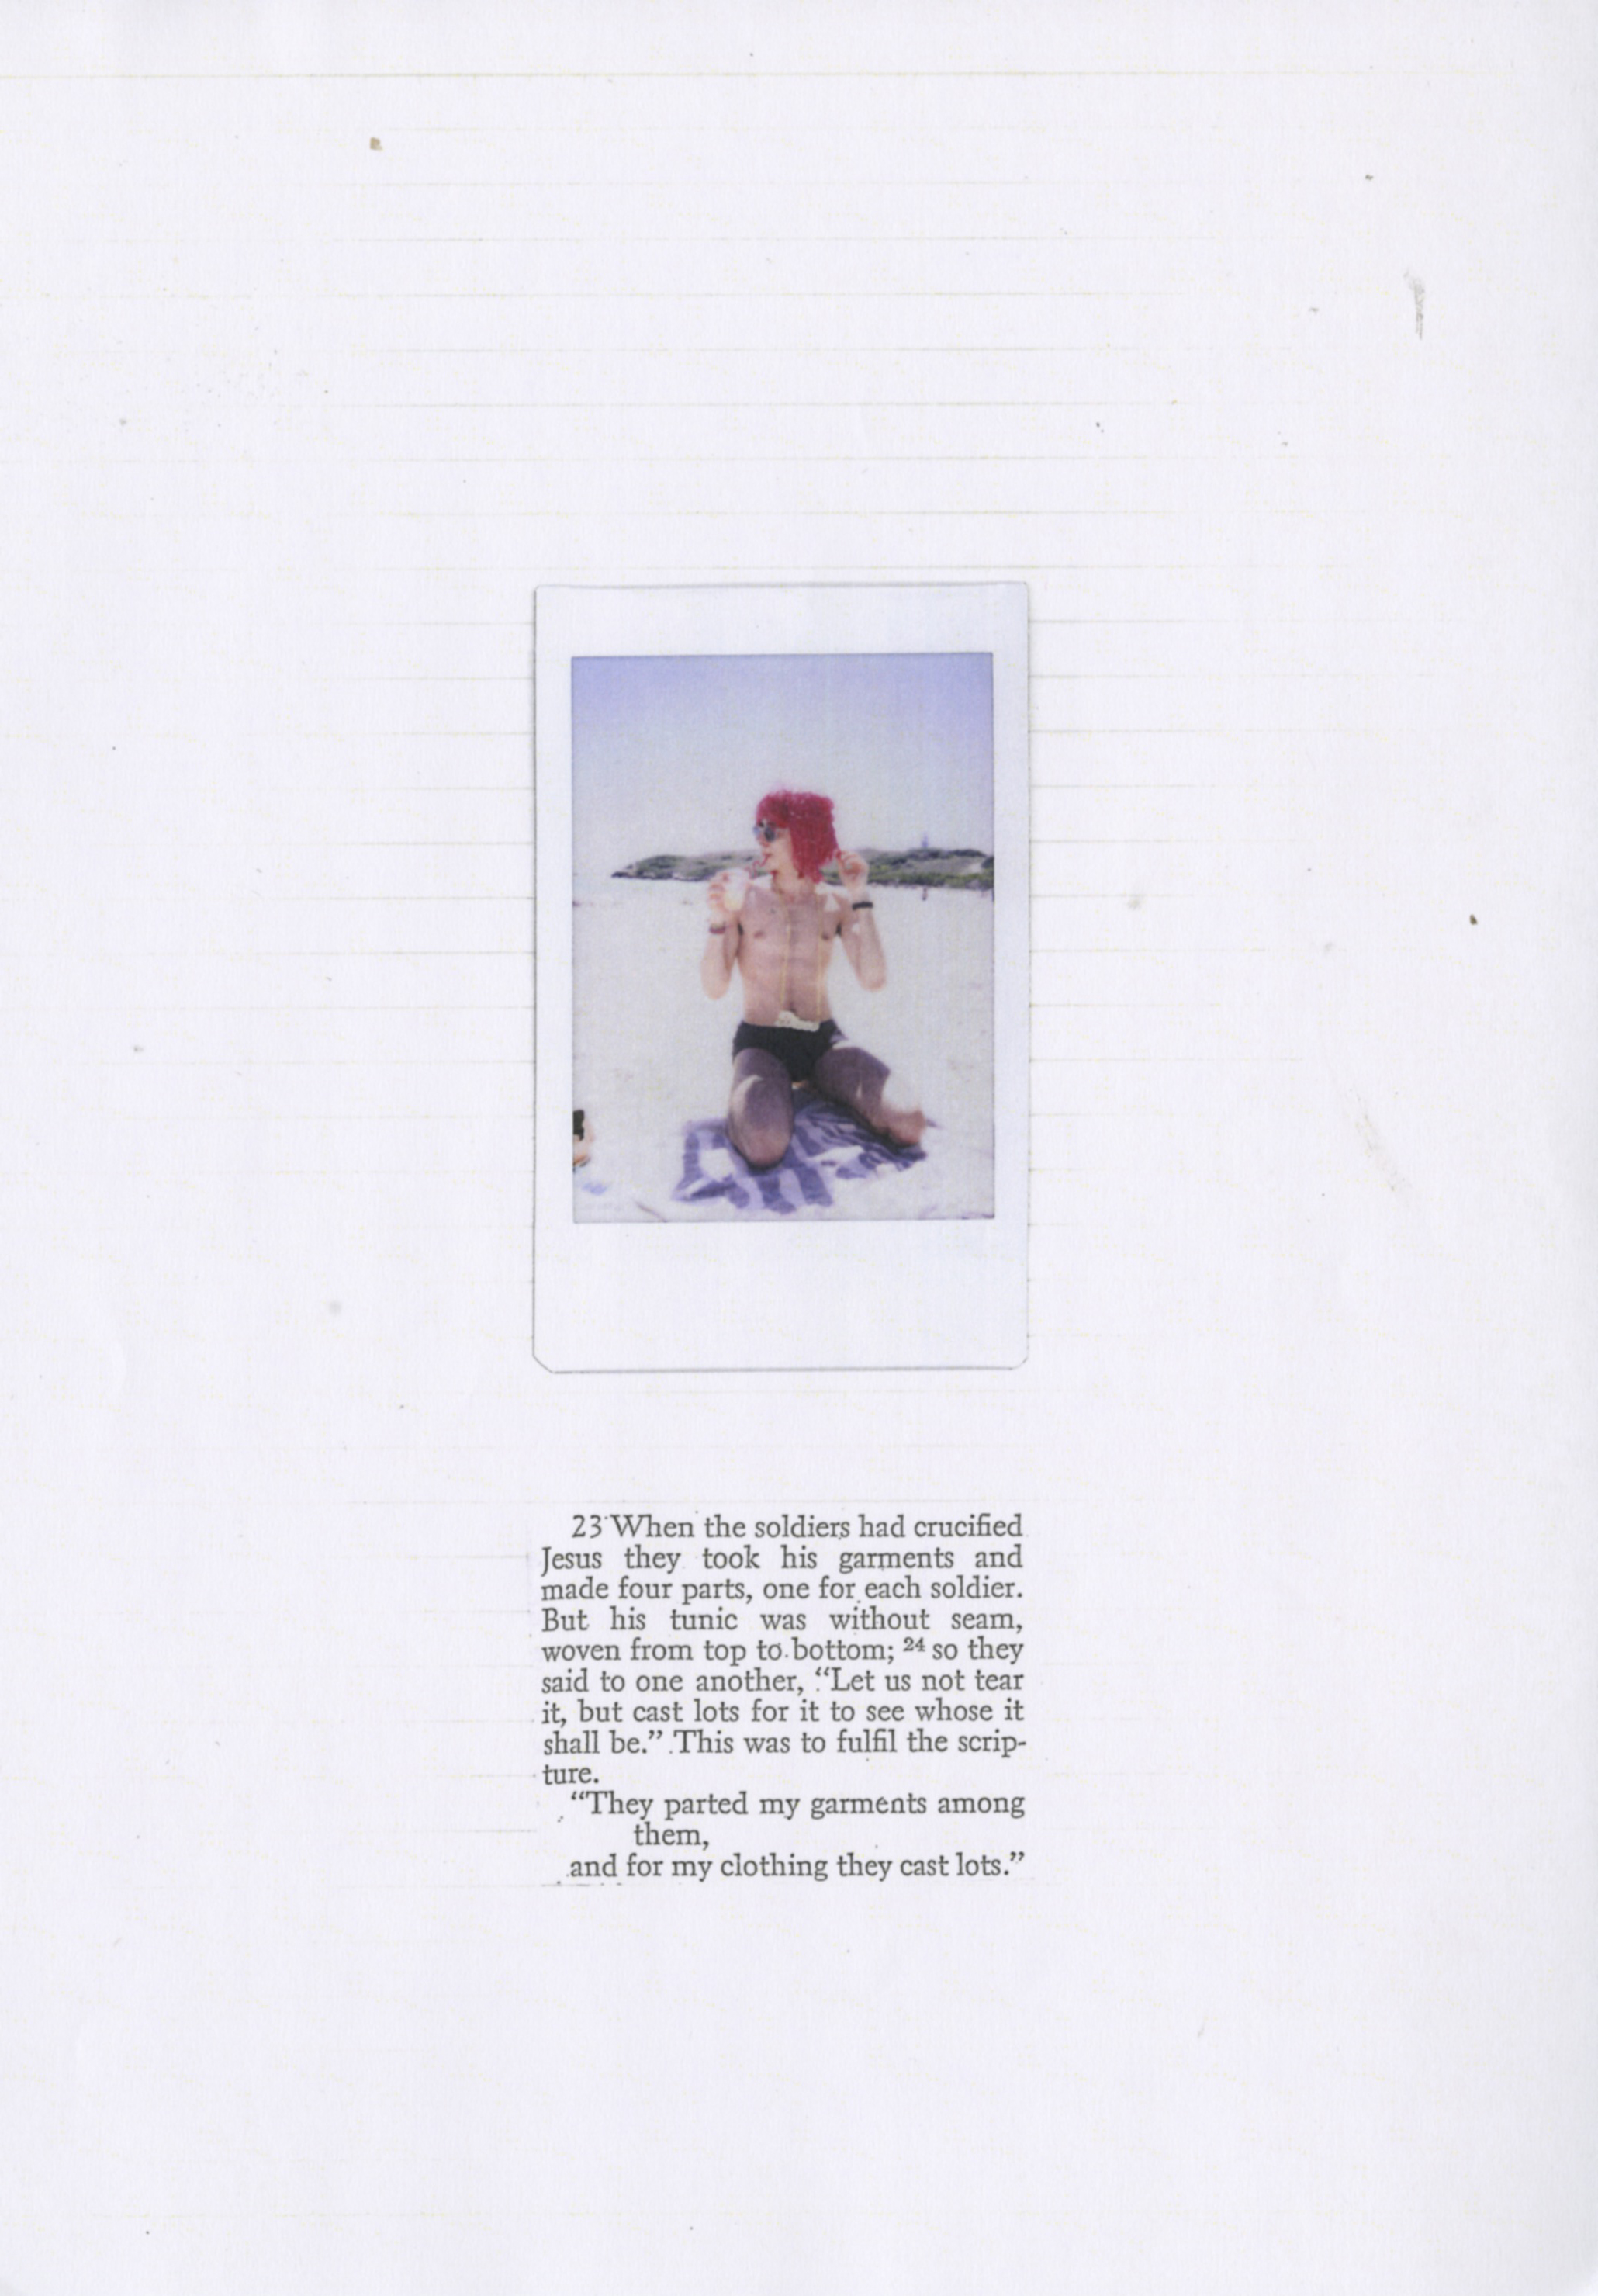 23 When the soldiers had crucified
Jesus they took his garments and
made four parts, one for each soldier.
But his tunic was without seam,
woven from top to bottom; 24 so they
said to one another, “Let us not tear
it, but cast lots for it to see whose it
shall be.” This was to fulfil the scrip-
ture.
“They parted my garments among
them,
and for my clothing they cast lots.”